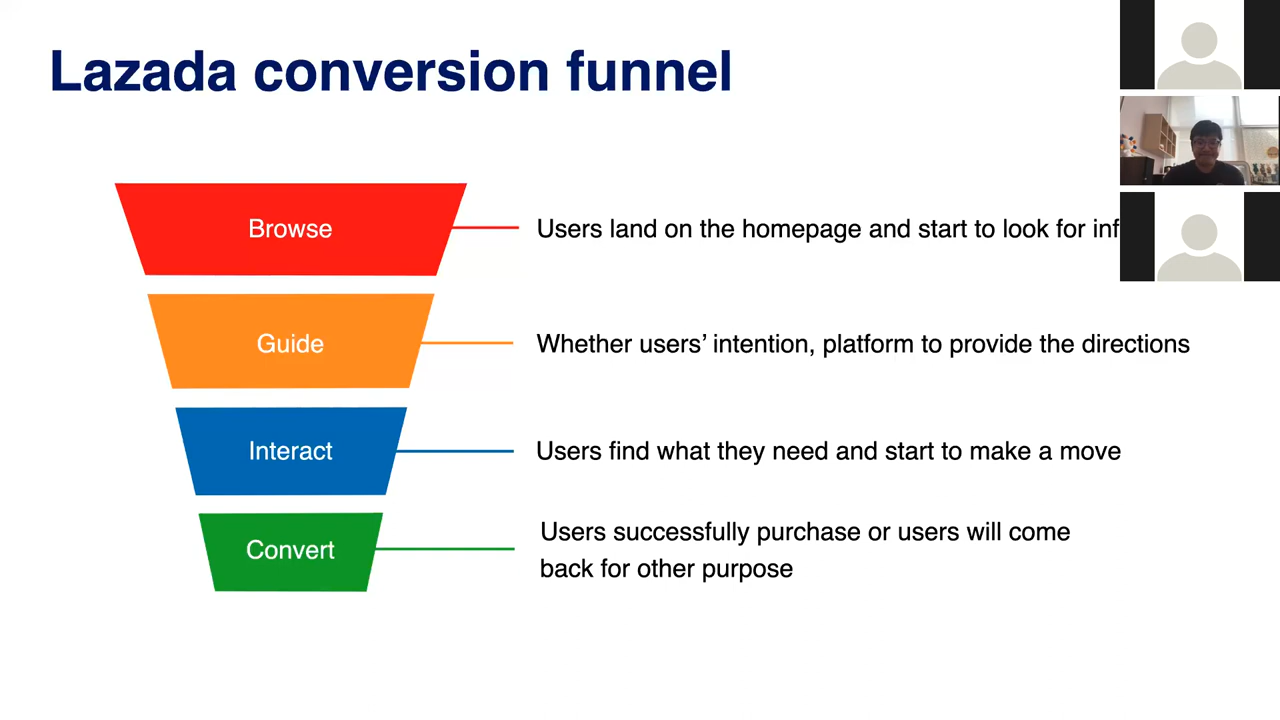 Lazada conversion funnel
Browse
Users land on the homepage and start to look for inf
Guide
Whether users’ intention, platform to provide the directions
Interact
Users find what they need and start to make a move
Convert
Users successfully purchase or users will come
back for other purpose